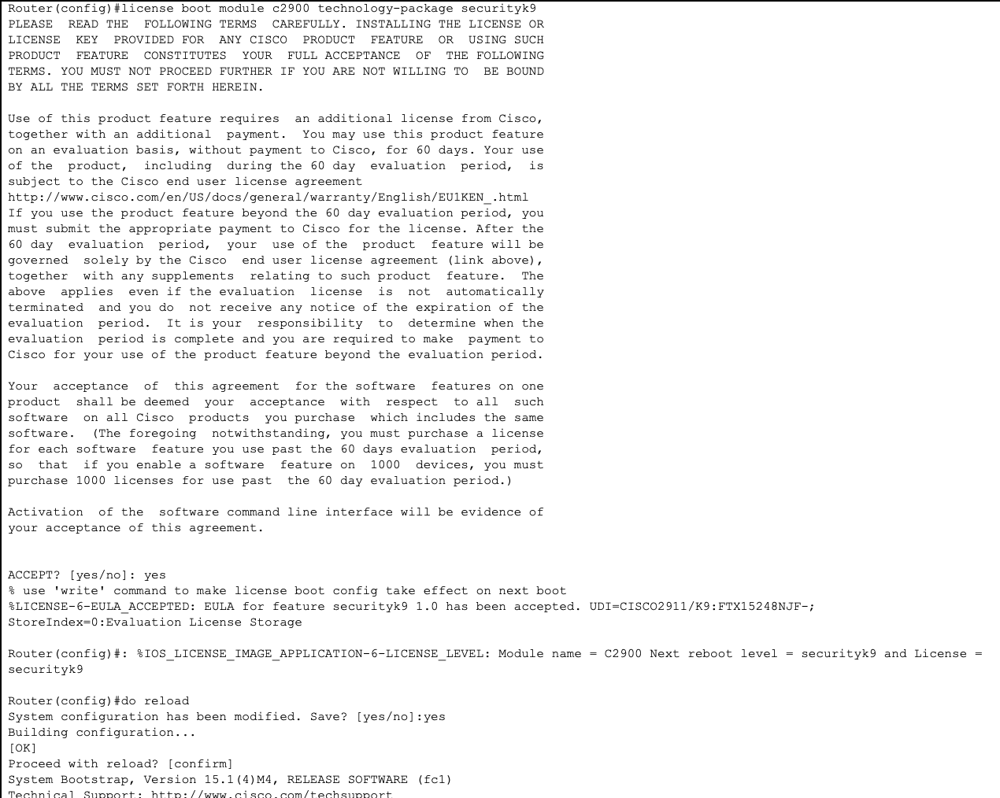 Router(config)#license boot module c2900 technology-package securityk9
PLEASE  READ THE  FOLLOWING TERMS  CAREFULLY. INSTALLING THE LICENSE OR
LICENSE  KEY  PROVIDED FOR  ANY CISCO  PRODUCT  FEATURE  OR  USING SUCH
PRODUCT  FEATURE  CONSTITUTES  YOUR  FULL ACCEPTANCE  OF  THE FOLLOWING
TERMS. YOU MUST NOT PROCEED FURTHER IF YOU ARE NOT WILLING TO  BE BOUND
BY ALL THE TERMS SET FORTH HEREIN.

Use of this product feature requires  an additional license from Cisco,
together with an additional  payment.  You may use this product feature
on an evaluation basis, without payment to Cisco, for 60 days. Your use
of the  product,  including  during the 60 day  evaluation  period,  is
subject to the Cisco end user license agreement
http://www.cisco.com/en/US/docs/general/warranty/English/EU1KEN_.html
If you use the product feature beyond the 60 day evaluation period, you
must submit the appropriate payment to Cisco for the license. After the
60 day  evaluation  period,  your  use of the  product  feature will be
governed  solely by the Cisco  end user license agreement (link above),
together  with any supplements  relating to such product  feature.  The
above  applies  even if the evaluation  license  is  not  automatically
terminated  and you do  not receive any notice of the expiration of the
evaluation  period.  It is your  responsibility  to  determine when the
evaluation  period is complete and you are required to make  payment to
Cisco for your use of the product feature beyond the evaluation period.

Your  acceptance  of  this agreement  for the software  features on one
product  shall be deemed  your  acceptance  with  respect  to all  such
software  on all Cisco  products  you purchase  which includes the same
software.  (The foregoing  notwithstanding, you must purchase a license
for each software  feature you use past the 60 days evaluation  period,
so  that  if you enable a software  feature on  1000  devices, you must
purchase 1000 licenses for use past  the 60 day evaluation period.)

Activation  of the  software command line interface will be evidence of
your acceptance of this agreement.

ACCEPT? [yes/no]: yes
% use 'write' command to make license boot config take effect on next boot
%LICENSE-6-EULA_ACCEPTED: EULA for feature securityk9 1.0 has been accepted. UDI=CISCO2911/K9:FTX15248NJF-;
StoreIndex=0:Evaluation License Storage

Router(config)#: %IOS_LICENSE_IMAGE_APPLICATION-6-LICENSE_LEVEL: Module name = C2900 Next reboot level = securityk9 and License =
securityk9

Router(config)#do reload
System configuration has been modified. Save? [yes/no]:yes
Building configuration...
[OK]
Proceed with reload? [confirm]
System Bootstrap, Version 15.1(4)M4, RELEASE SOFTWARE (fc1)
Technical Support: http://www.cisco.com/techsupport